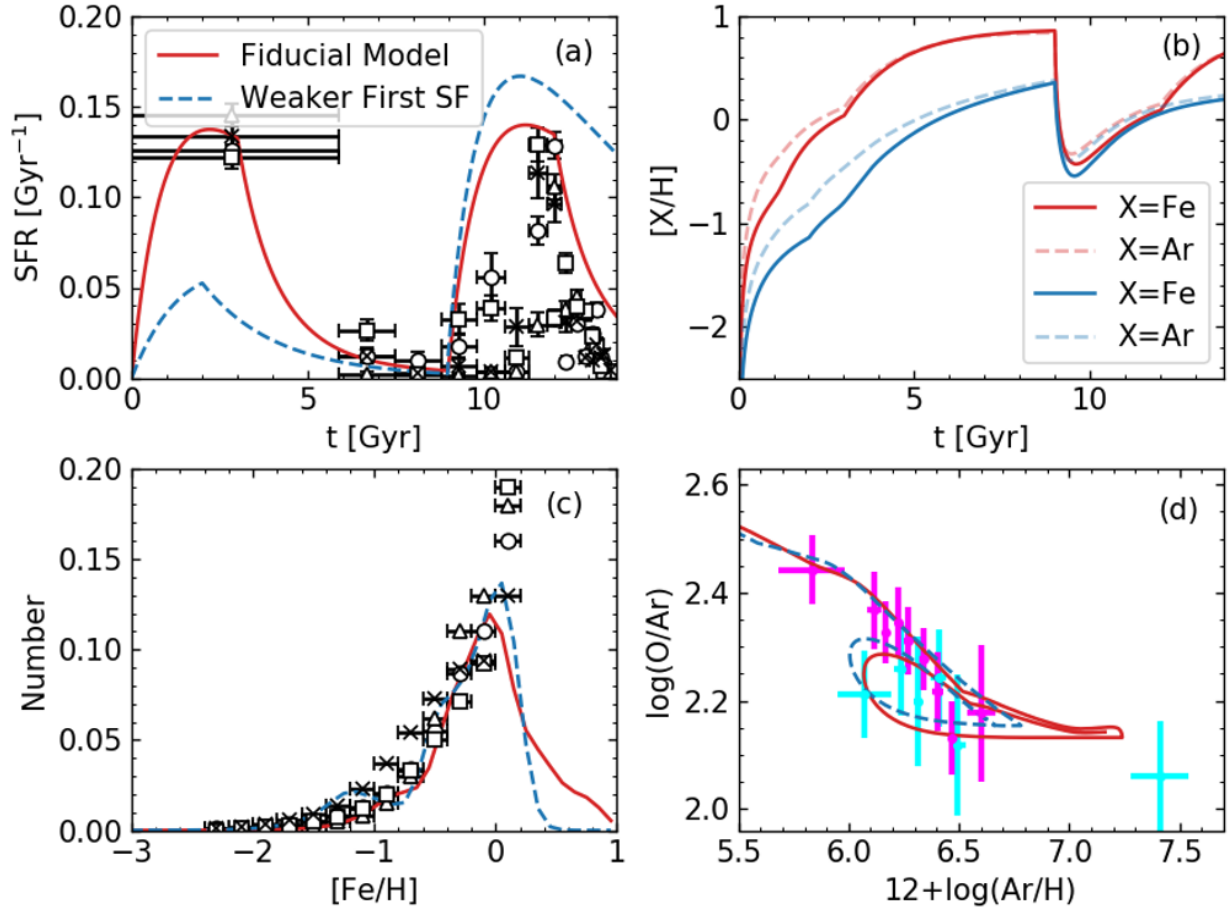 0.20
0.15
0.10
0.05
0.00
SFR [Gyr⁻¹]
Fiducial Model
Weaker First SF
(a)
0 5 10
t [Gyr]
1
0
−1
−2
[X/H]
(b)
X=Fe
X=Ar
X=Fe
X=Ar
0 5 10
t [Gyr]
0.20
0.15
0.10
0.05
0.00
Number
(c)
−3 −2 −1 0 1
[Fe/H]
2.6
2.4
2.2
2.0
log(O/Ar)
(d)
5.5 6.0 6.5 7.0 7.5
12+log(Ar/H)